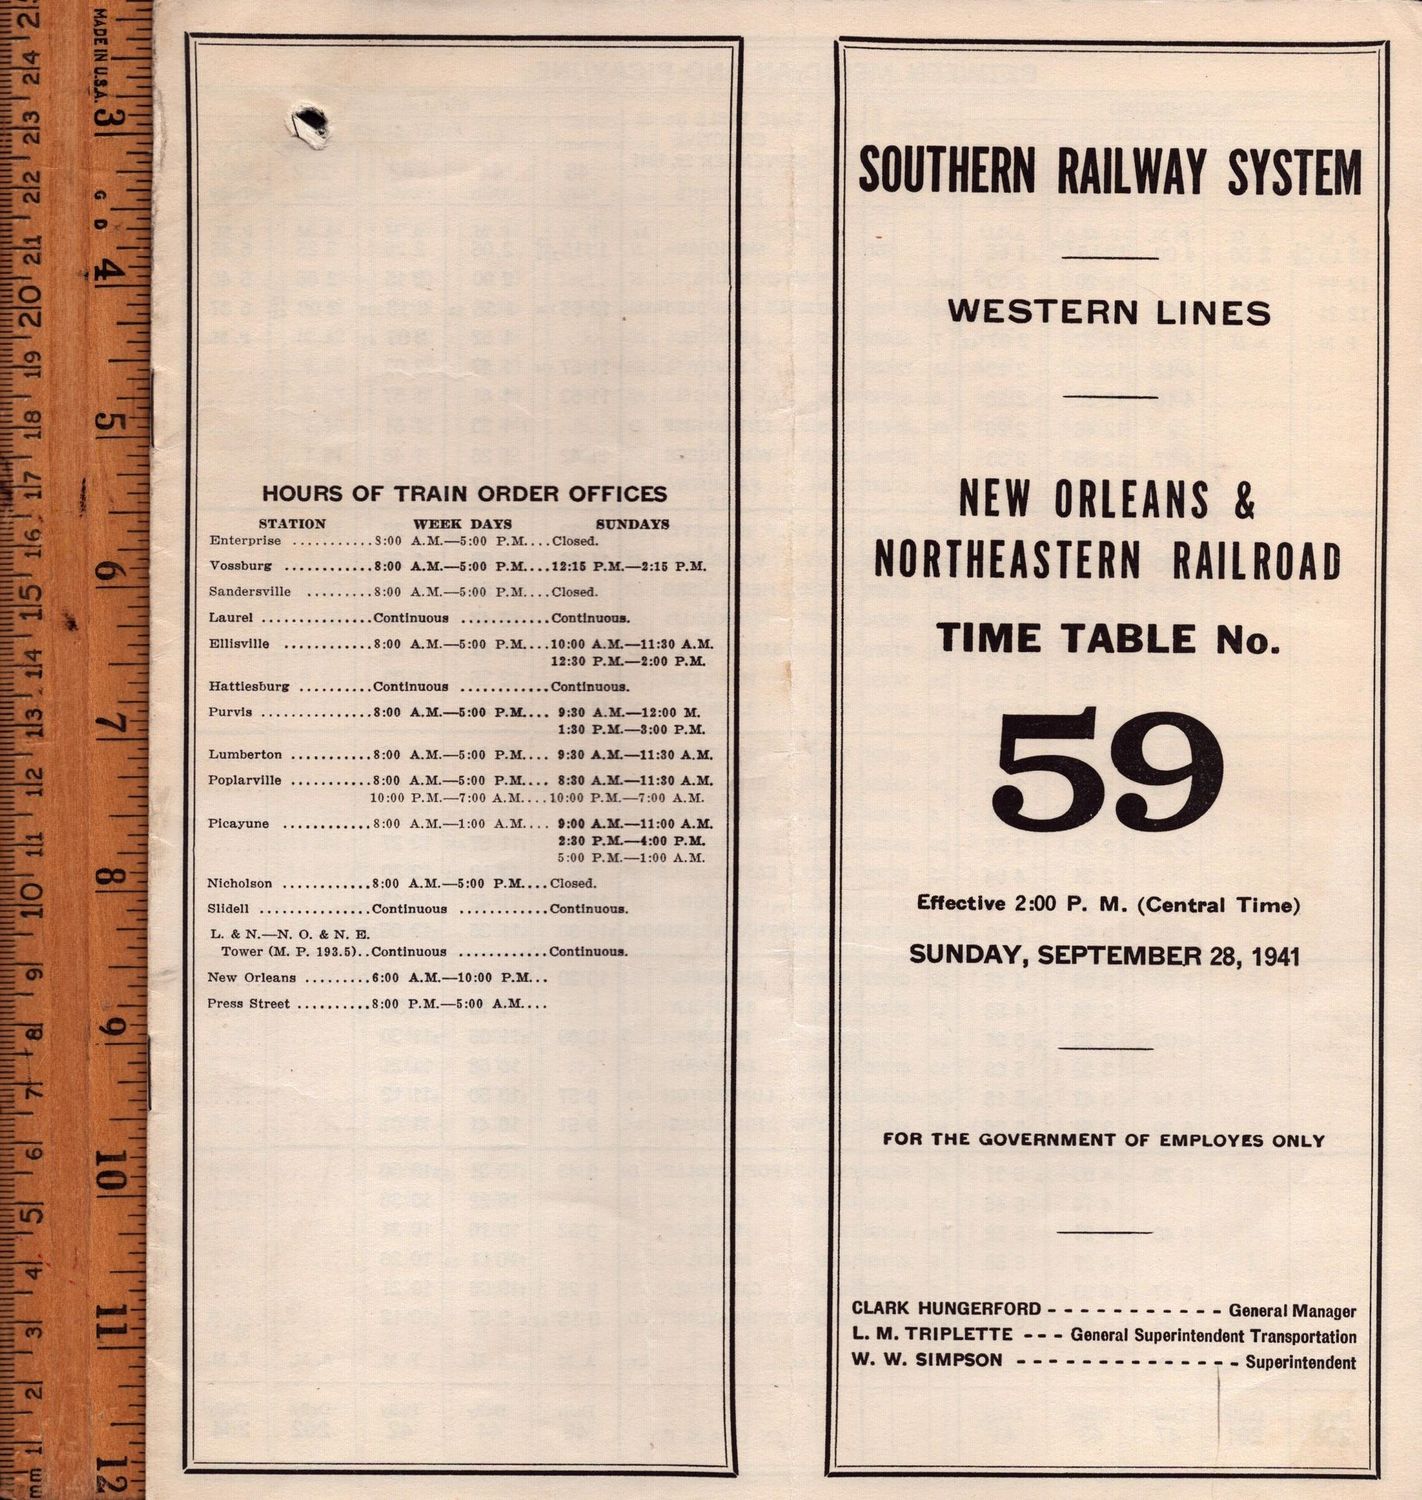 MADE IN U.S.A.
HOURS OF TRAIN ORDER OFFICES
STATION WEEK DAYS SUNDAYS
Enterprise ...........8:00 A.M.—5:00 P.M....Closed.
Vossburg ............8:00 A.M.—5:00 P.M....12:15 P.M.—2:15 P.M.
Sandersville .........8:00 A.M.—5:00 P.M....Closed.
Laurel ...............Continuous ............Continuous.
Ellisville ............8:00 A.M.—5:00 P.M....10:00 A.M.—11:30 A.M.
12:30 P.M.—2:00 P.M.
Hattiesburg ..........Continuous ............Continuous.
Purvis ...............8:00 A.M.—5:00 P.M.... 9:30 A.M.—12:00 M.
1:30 P.M.—3:00 P.M.
Lumberton ...........8:00 A.M.—5:00 P.M.... 9:30 A.M.—11:30 A.M.
Poplarville ...........8:00 A.M.—5:00 P.M.... 8:30 A.M.—11:30 A.M.
10:00 P.M.—7:00 A.M....10:00 P.M.—7:00 A.M.
Picayune ............8:00 A.M.—1:00 A.M.... 9:00 A.M.—11:00 A.M.
2:30 P.M.—4:00 P.M.
5:00 P.M.—1:00 A.M.
Nicholson ............8:00 A.M.—5:00 P.M....Closed.
Slidell ...............Continuous ............Continuous.
L. & N.—N. O. & N. E.
Tower (M. P. 193.5)..Continuous ............Continuous.
New Orleans .........6:00 A.M.—10:00 P.M...
Press Street ..........8:00 P.M.—5:00 A.M....
SOUTHERN RAILWAY SYSTEM
WESTERN LINES
NEW ORLEANS &
NORTHEASTERN RAILROAD
TIME TABLE No.
59
Effective 2:00 P. M. (Central Time)
SUNDAY, SEPTEMBER 28, 1941
FOR THE GOVERNMENT OF EMPLOYES ONLY
CLARK HUNGERFORD - - - - - - - - - - - General Manager
L. M. TRIPLETTE - - - General Superintendent Transportation
W. W. SIMPSON - - - - - - - - - - - - - - Superintendent